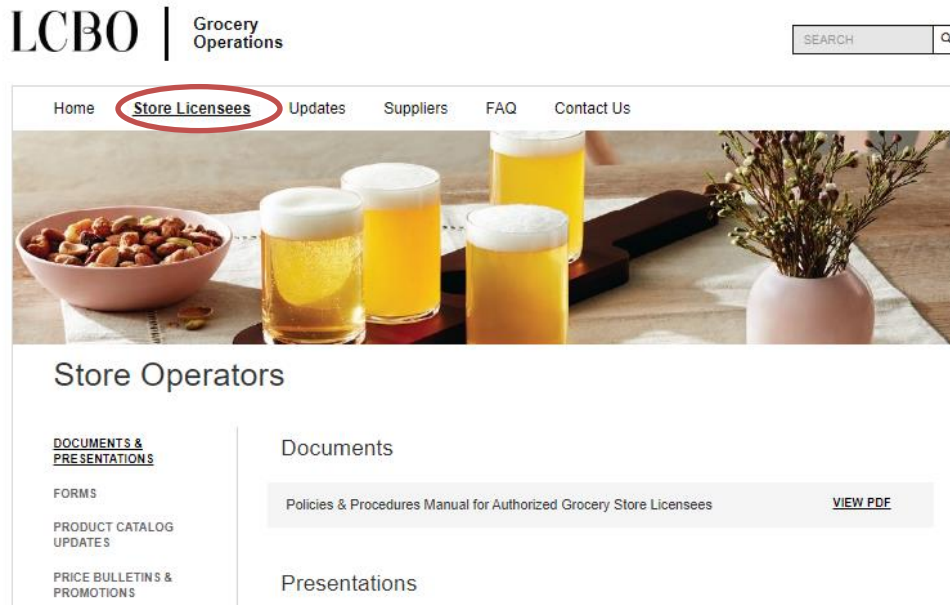 LCBO
Grocery
Operations
SEARCH
Home Store Licensees Updates Suppliers FAQ Contact Us
Store Operators
DOCUMENTS &
PRESENTATIONS
FORMS
PRODUCT CATALOG
UPDATES
PRICE BULLETINS &
PROMOTIONS
Documents
Policies & Procedures Manual for Authorized Grocery Store Licensees VIEW PDF
Presentations